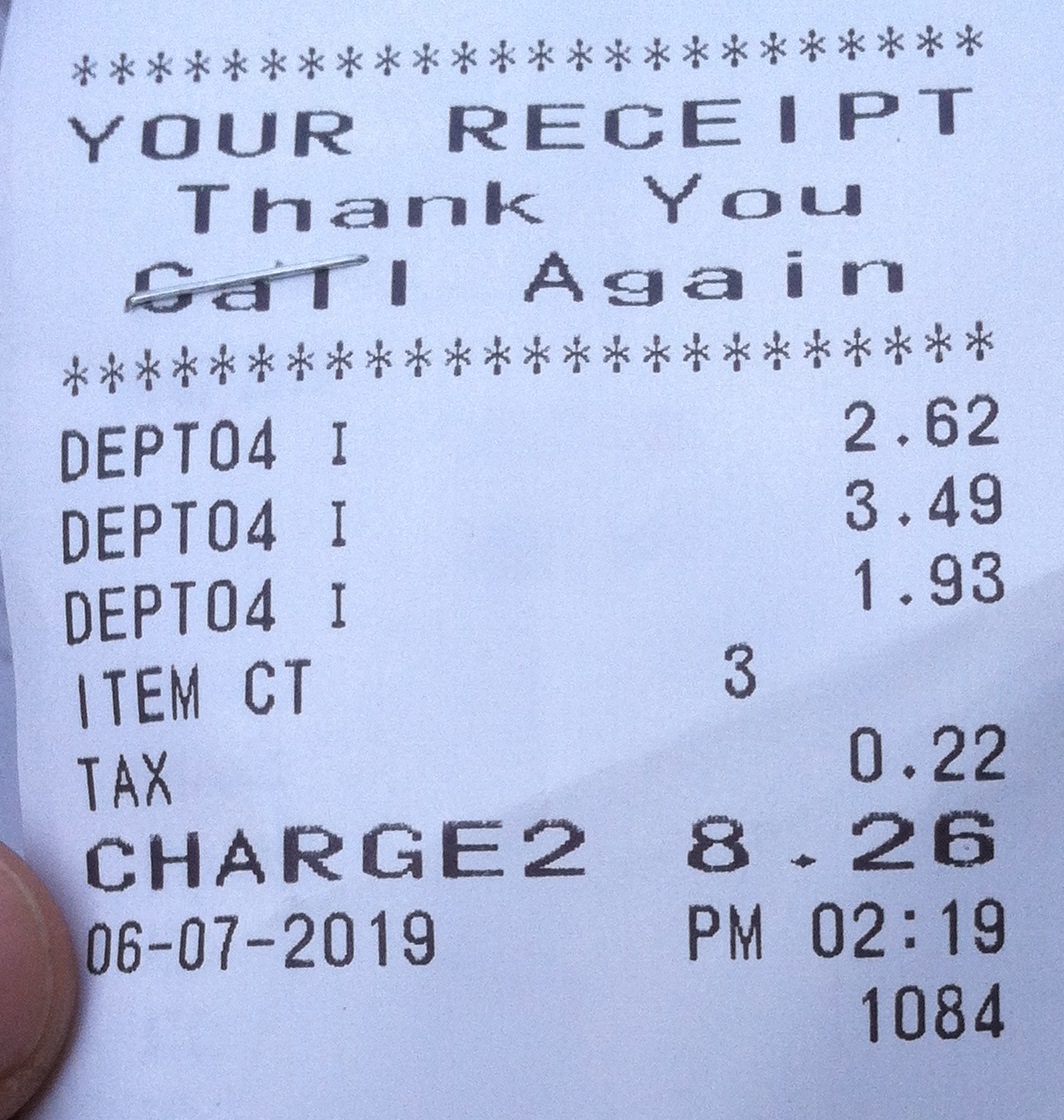 ************************
YOUR RECEIPT
Thank You
Call Again
************************
DEPT04 I 2.62
DEPT04 I 3.49
DEPT04 I 1.93
ITEM CT 3
TAX 0.22
CHARGE2 8.26
06-07-2019 PM 02:19
1084